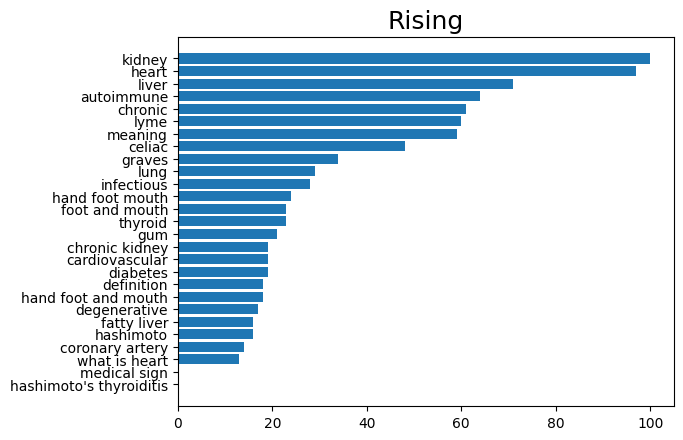 Rising
kidney
heart
liver
autoimmune
chronic
lyme
meaning
celiac
graves
lung
infectious
hand foot mouth
foot and mouth
thyroid
gum
chronic kidney
cardiovascular
diabetes
definition
hand foot and mouth
degenerative
fatty liver
hashimoto
coronary artery
what is heart
medical sign
hashimoto's thyroiditis
0 20 40 60 80 100